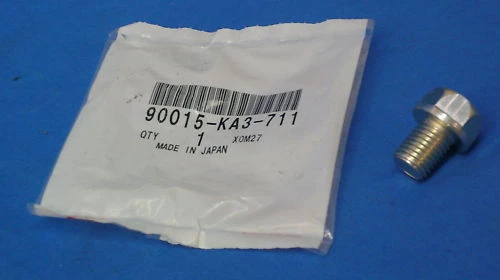 90015-KA3-711
QTY 1 XOM27
MADE IN JAPAN